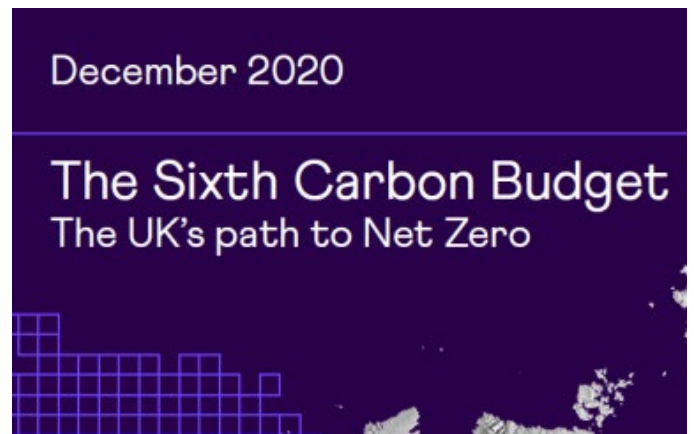 December 2020
The Sixth Carbon Budget
The UK’s path to Net Zero